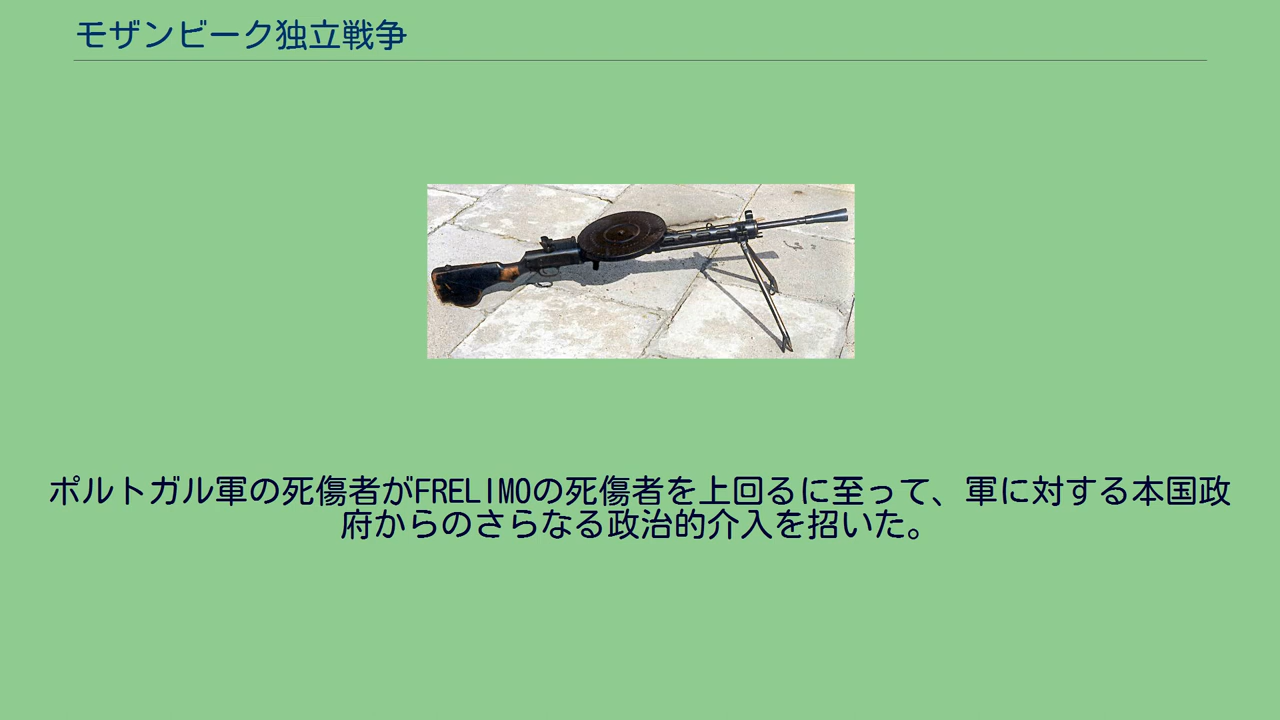 モザンビーク独立戦争
ポルトガル軍の死傷者がFRELIMOの死傷者を上回るに至って、軍に対する本国政
府からのさらなる政治的介入を招いた。